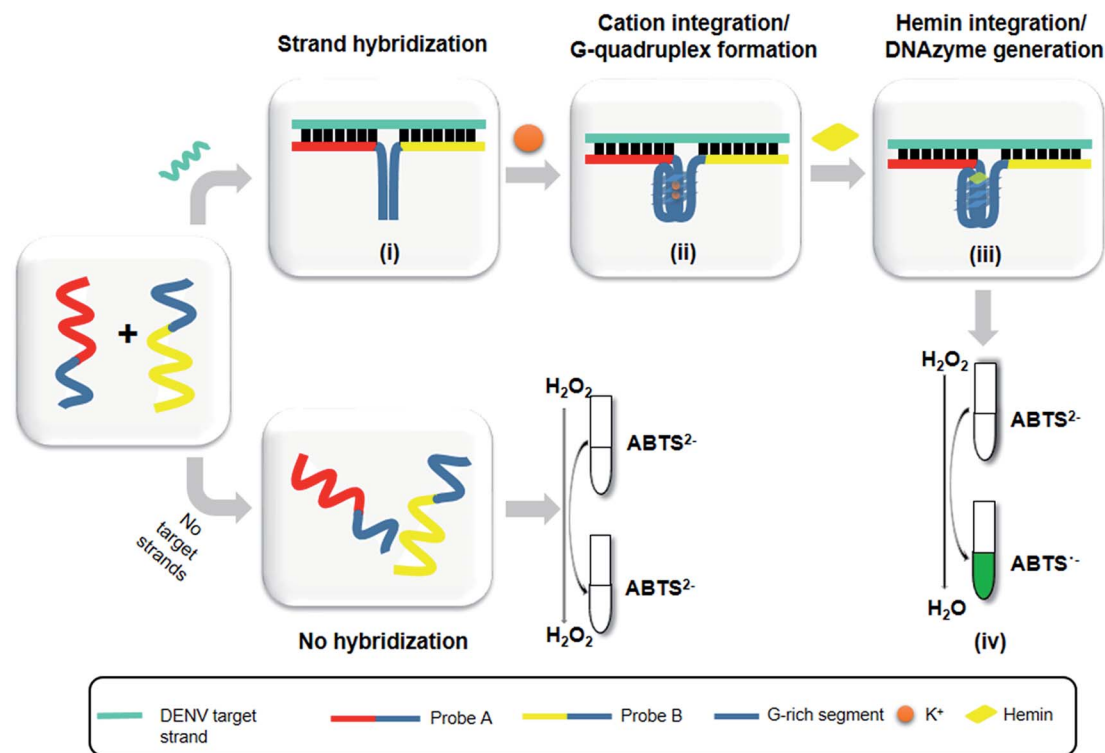 Strand hybridization
Cation integration/
G-quadruplex formation
Hemin integration/
DNAzyme generation
(i)
(ii)
(iii)
+
No
target
strands
No hybridization
H₂O₂
ABTS²⁻
ABTS²⁻
H₂O₂
H₂O₂
ABTS²⁻
ABTS·⁻
H₂O
(iv)
DENV target
strand
Probe A
Probe B
G-rich segment
K⁺
Hemin